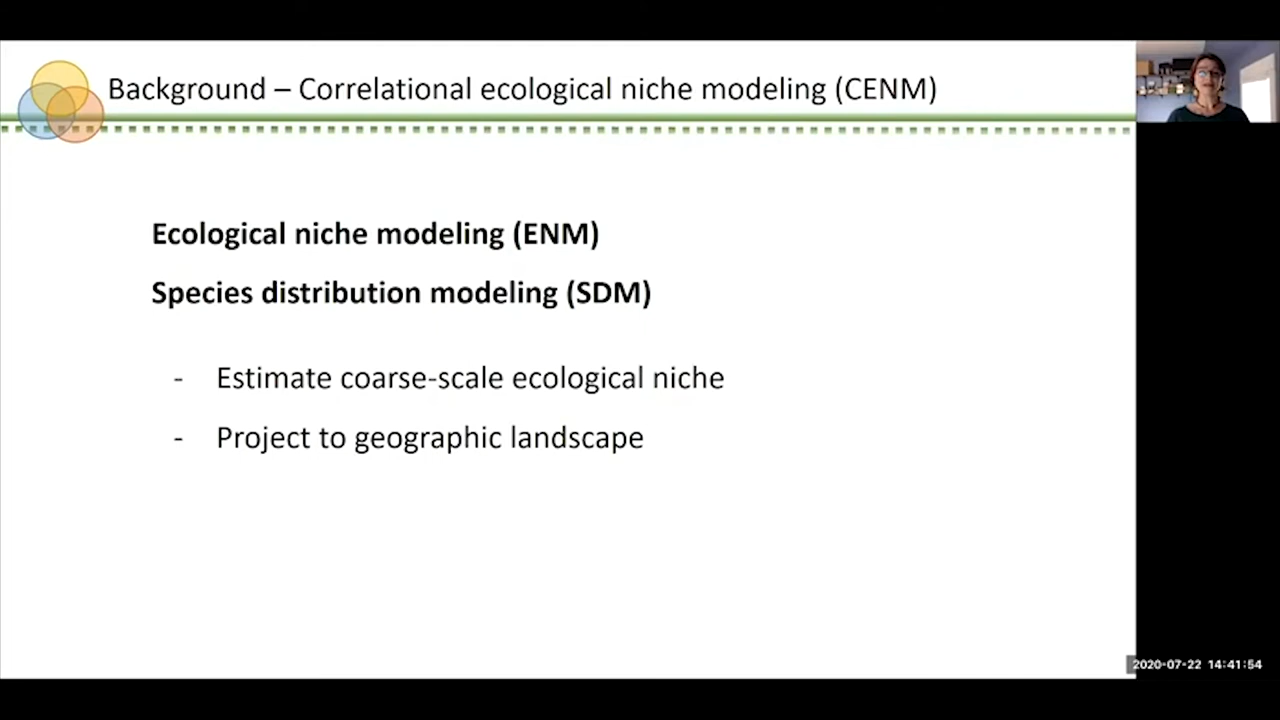 Background – Correlational ecological niche modeling (CENM)
Ecological niche modeling (ENM)
Species distribution modeling (SDM)
- Estimate coarse-scale ecological niche
- Project to geographic landscape
2020-07-22 14:41:54